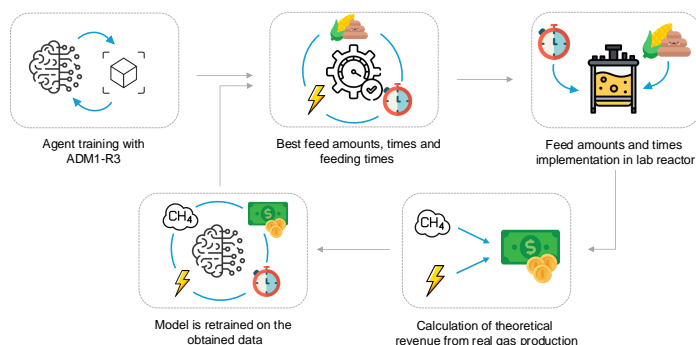 Agent training with
ADM1-R3
Best feed amounts, times and
feeding times
Feed amounts and times
implementation in lab reactor
CH4
Model is retrained on the
obtained data
CH4
Calculation of theoretical
revenue from real gas production